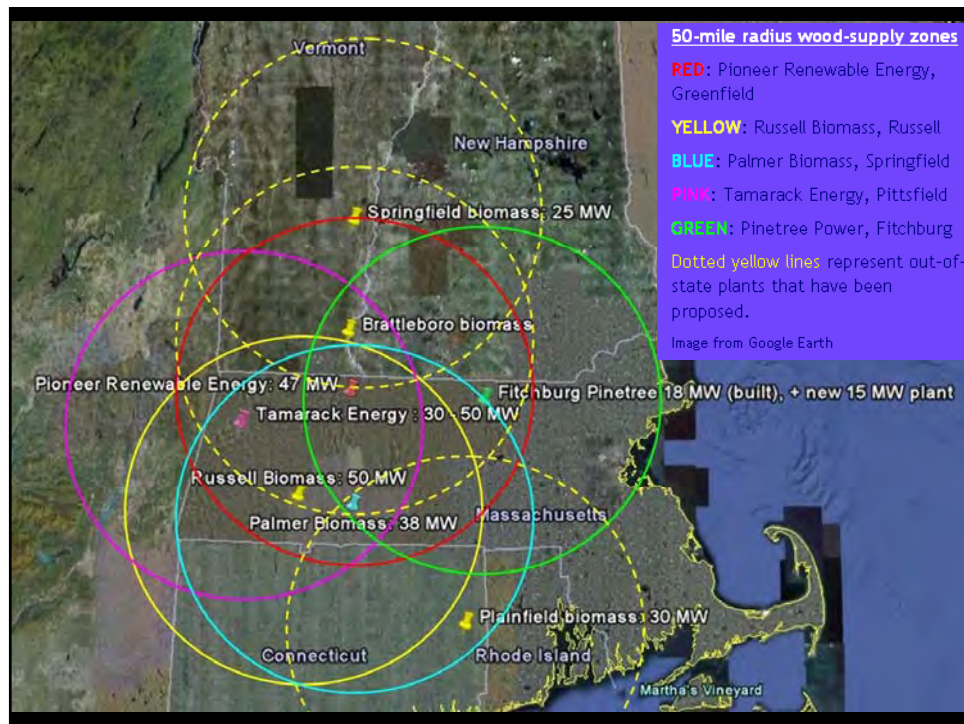 Vermont
New Hampshire
Springfield biomass: 25 MW
Brattleboro biomass
Pioneer Renewable Energy: 47 MW
Fitchburg Pinetree 18 MW (built), + new 15 MW plant
Tamarack Energy : 30 - 50 MW
Russell Biomass: 50 MW
Palmer Biomass: 38 MW
Massachusetts
Plainfield biomass: 30 MW
Connecticut
Rhode Island
Martha's Vineyard
50-mile radius wood-supply zones
RED: Pioneer Renewable Energy,
Greenfield
YELLOW: Russell Biomass, Russell
BLUE: Palmer Biomass, Springfield
PINK: Tamarack Energy, Pittsfield
GREEN: Pinetree Power, Fitchburg
Dotted yellow lines represent out-of-
state plants that have been
proposed.
Image from Google Earth